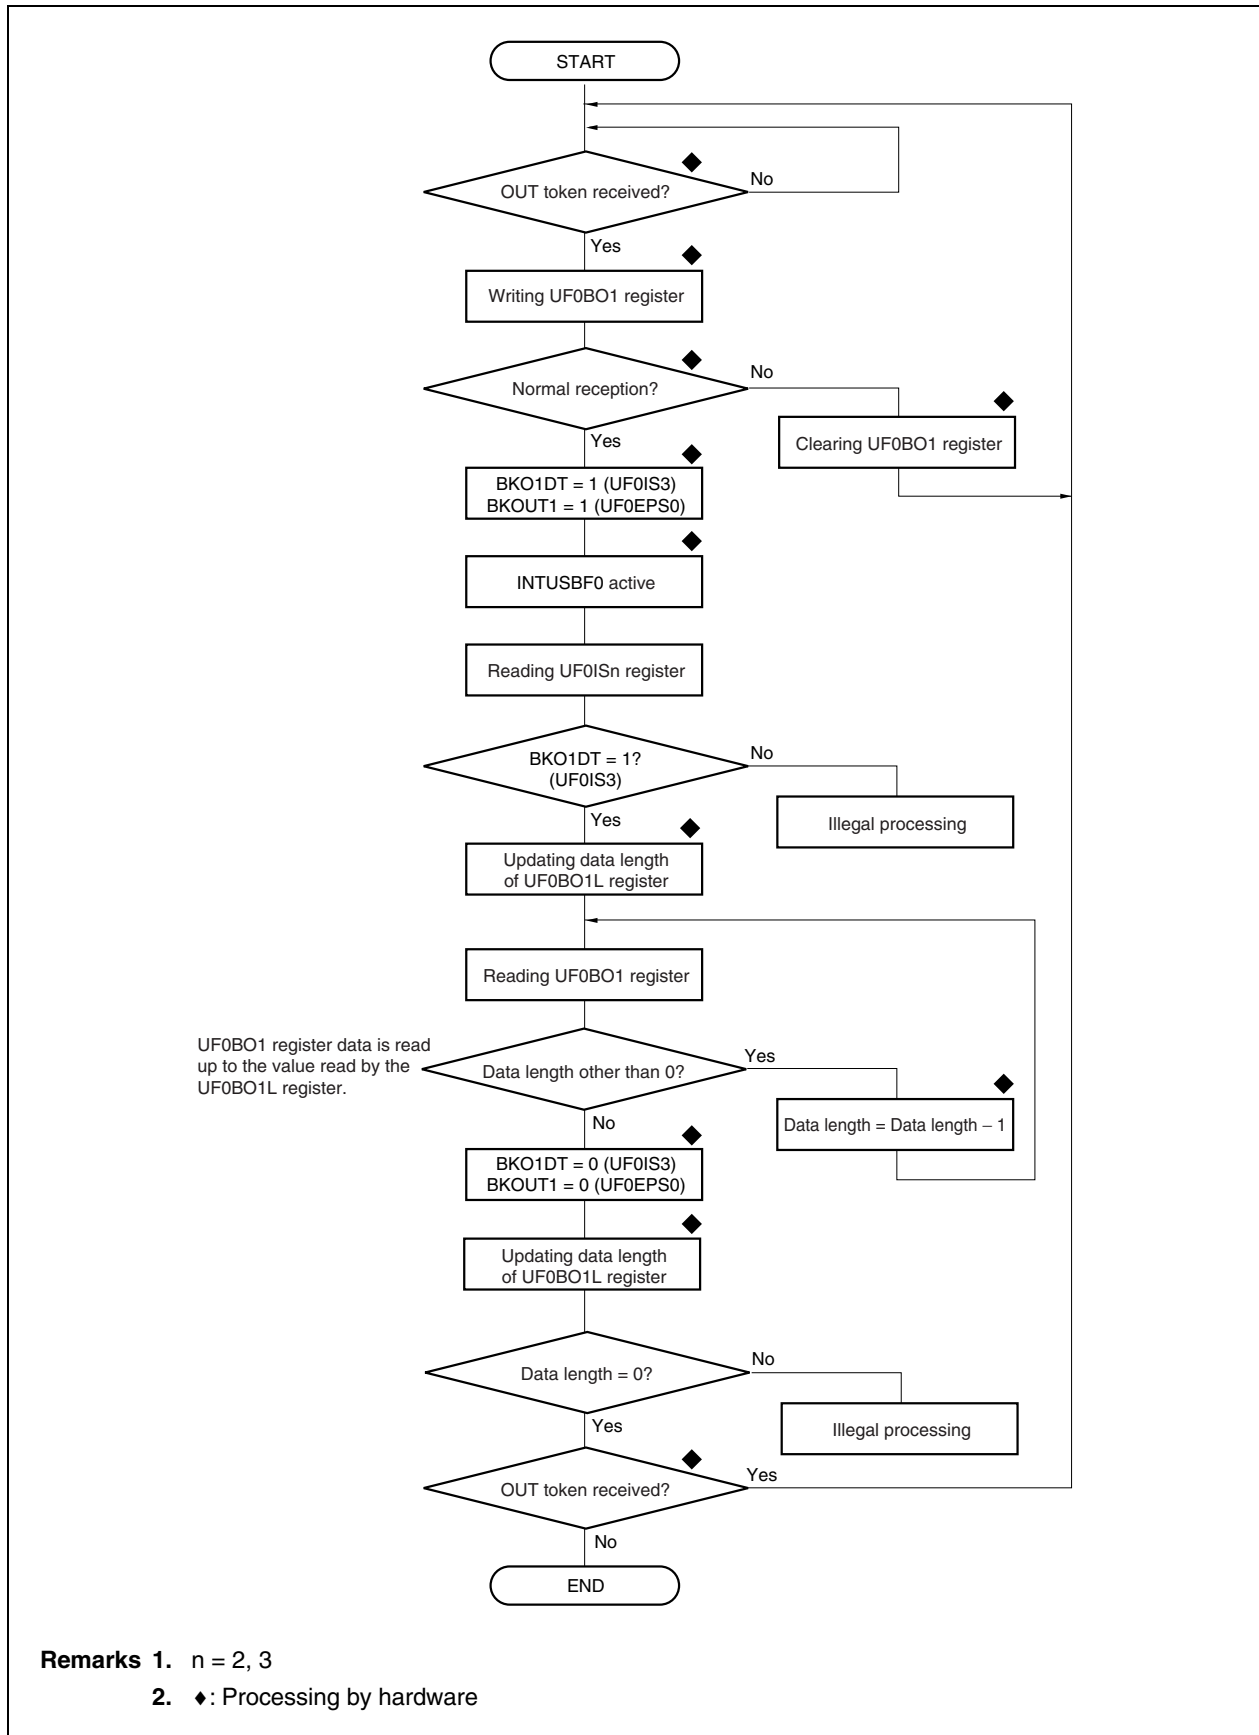 START
OUT token received?
No
Yes
Writing UF0BO1 register
Normal reception?
No
Yes
Clearing UF0BO1 register
BKO1DT = 1 (UF0IS3)
BKOUT1 = 1 (UF0EPS0)
INTUSBF0 active
Reading UF0ISn register
BKO1DT = 1?
(UF0IS3)
No
Yes
Illegal processing
Updating data length
of UF0BO1L register
Reading UF0BO1 register
UF0BO1 register data is read
up to the value read by the
UF0BO1L register.
Data length other than 0?
Yes
No
Data length = Data length – 1
BKO1DT = 0 (UF0IS3)
BKOUT1 = 0 (UF0EPS0)
Updating data length
of UF0BO1L register
Data length = 0?
No
Yes
Illegal processing
OUT token received?
Yes
No
END
Remarks 1. n = 2, 3
2. ♦: Processing by hardware